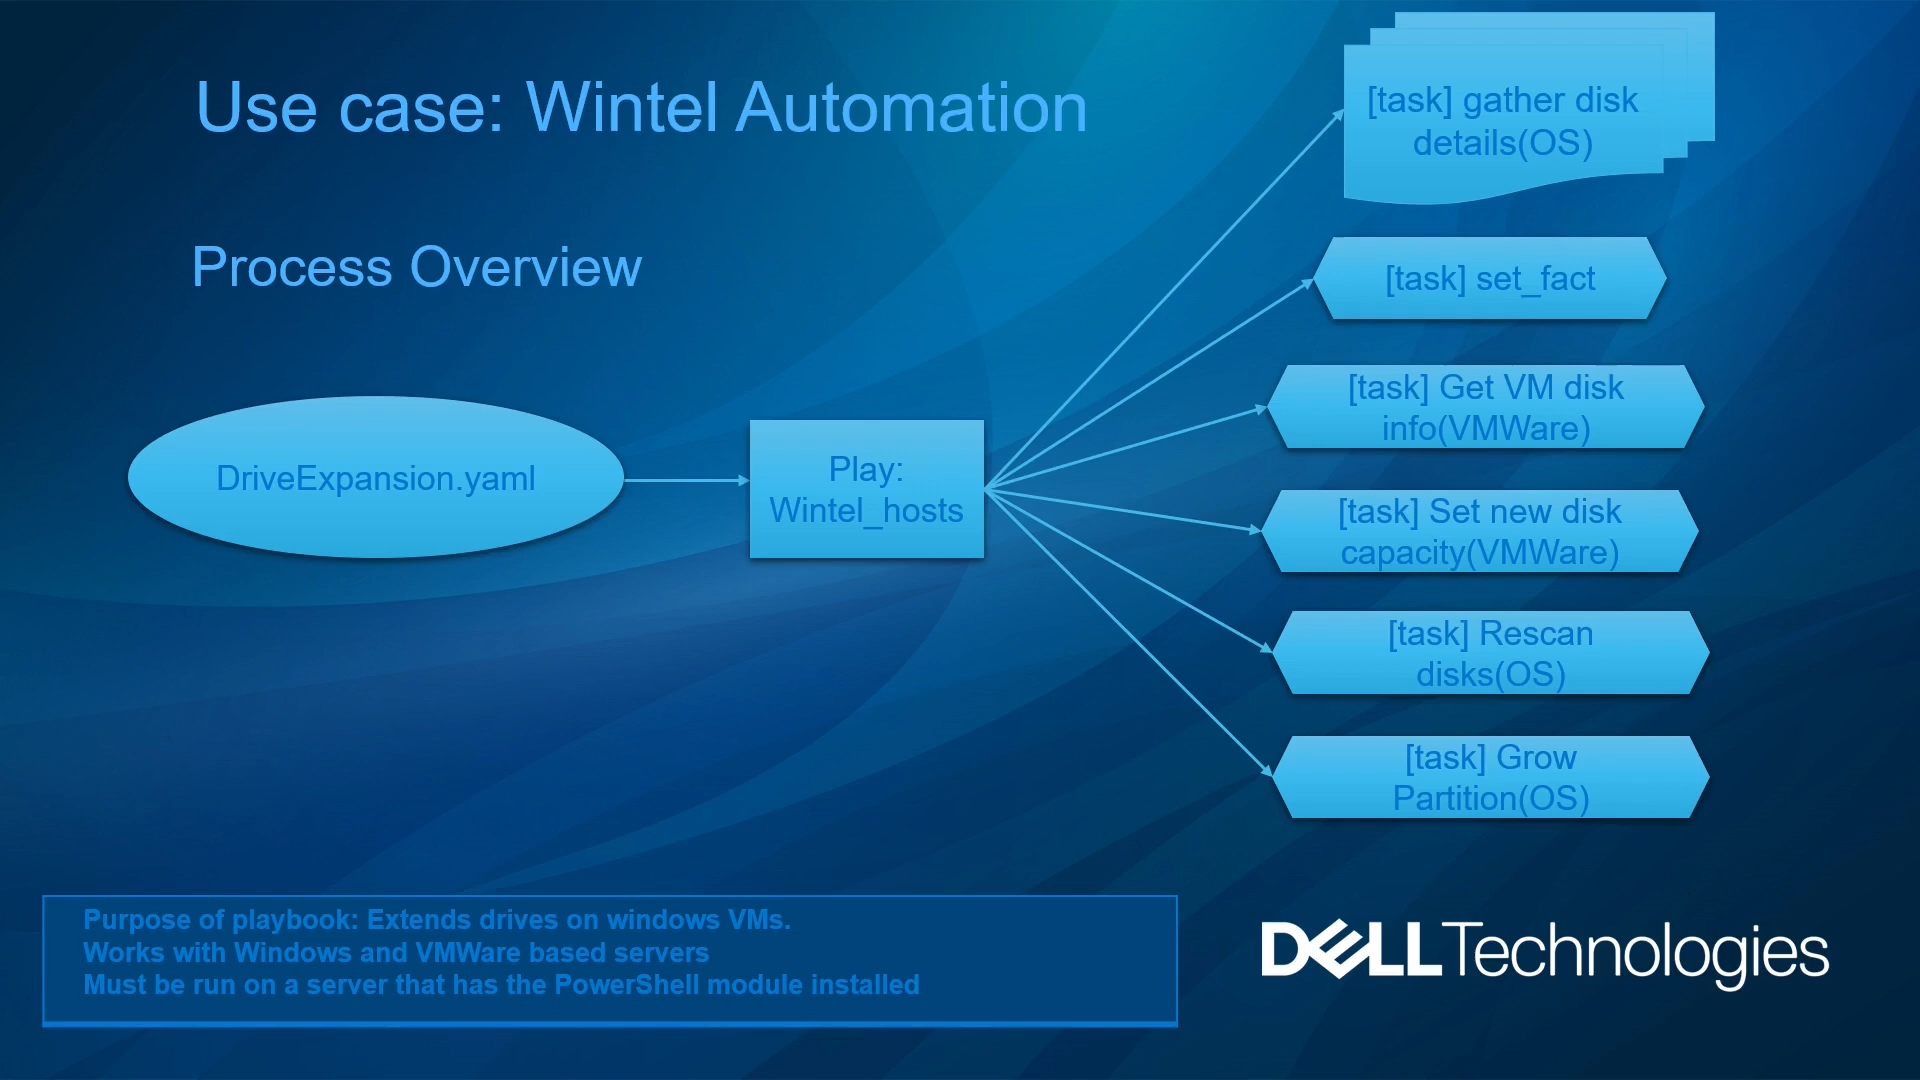 Use case: Wintel Automation
Process Overview
DriveExpansion.yaml
Play:
Wintel_hosts
[task] gather disk
details(OS)
[task] set_fact
[task] Get VM disk
info(VMWare)
[task] Set new disk
capacity(VMWare)
[task] Rescan
disks(OS)
[task] Grow
Partition(OS)
Purpose of playbook: Extends drives on windows VMs.
Works with Windows and VMWare based servers
Must be run on a server that has the PowerShell module installed
DELL Technologies